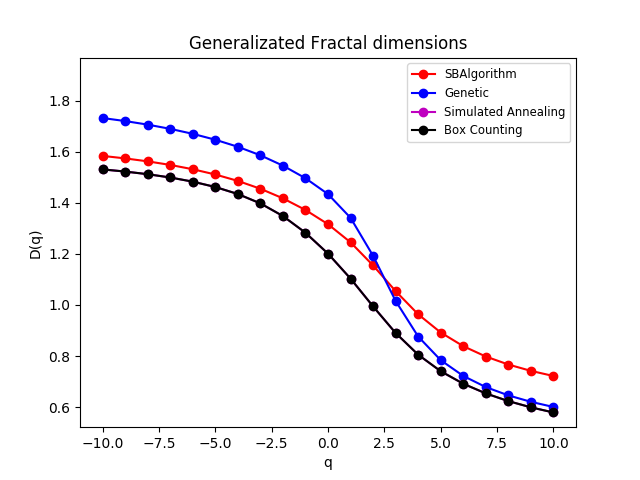 Generalizated Fractal dimensions
SBAlgorithm
Genetic
Simulated Annealing
Box Counting
D(q)
1.8
1.6
1.4
1.2
1.0
0.8
0.6
−10.0 −7.5 −5.0 −2.5 0.0 2.5 5.0 7.5 10.0
q